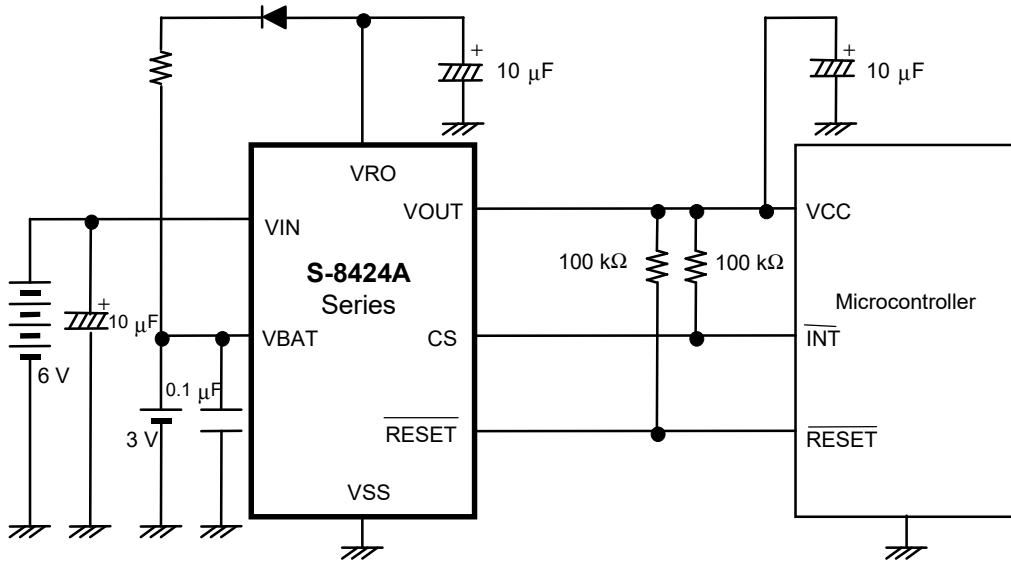 +
10 μF
+
10 μF
VRO
VOUT
VCC
VIN
S-8424A
Series
100 kΩ
100 kΩ
Microcontroller
+
10 μF
VBAT
CS
INT
6 V
0.1 μF
3 V
RESET
RESET
VSS